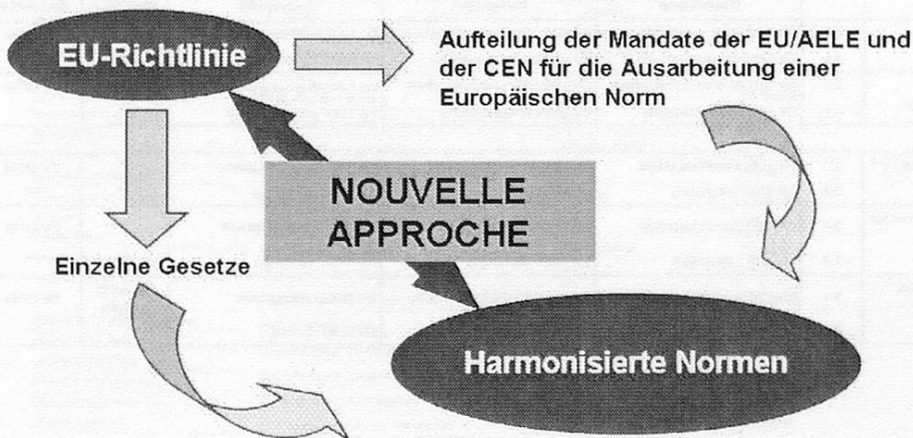 EU-Richtlinie
Aufteilung der Mandate der EU/AELE und
der CEN für die Ausarbeitung einer
Europäischen Norm
NOUVELLE
APPROCHE
Einzelne Gesetze
Harmonisierte Normen